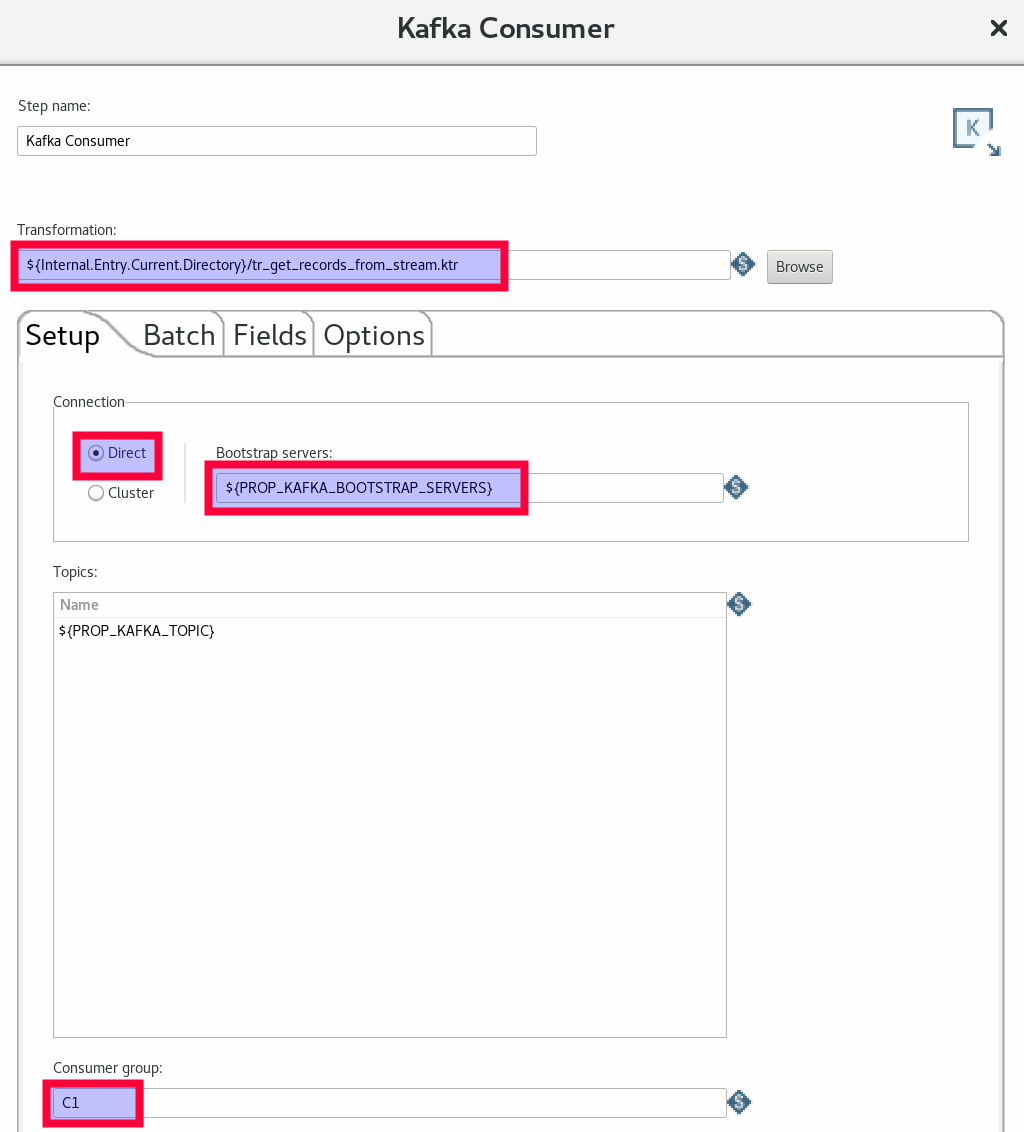 Kafka Consumer
Step name:
Kafka Consumer
K
Transformation:
${Internal.Entry.Current.Directory}/tr_get_records_from_stream.ktr
Browse
Setup Batch Fields Options
Connection
Direct
Bootstrap servers:
${PROP_KAFKA_BOOTSTRAP_SERVERS}
Cluster
Topics:
Name
${PROP_KAFKA_TOPIC}
Consumer group:
C1